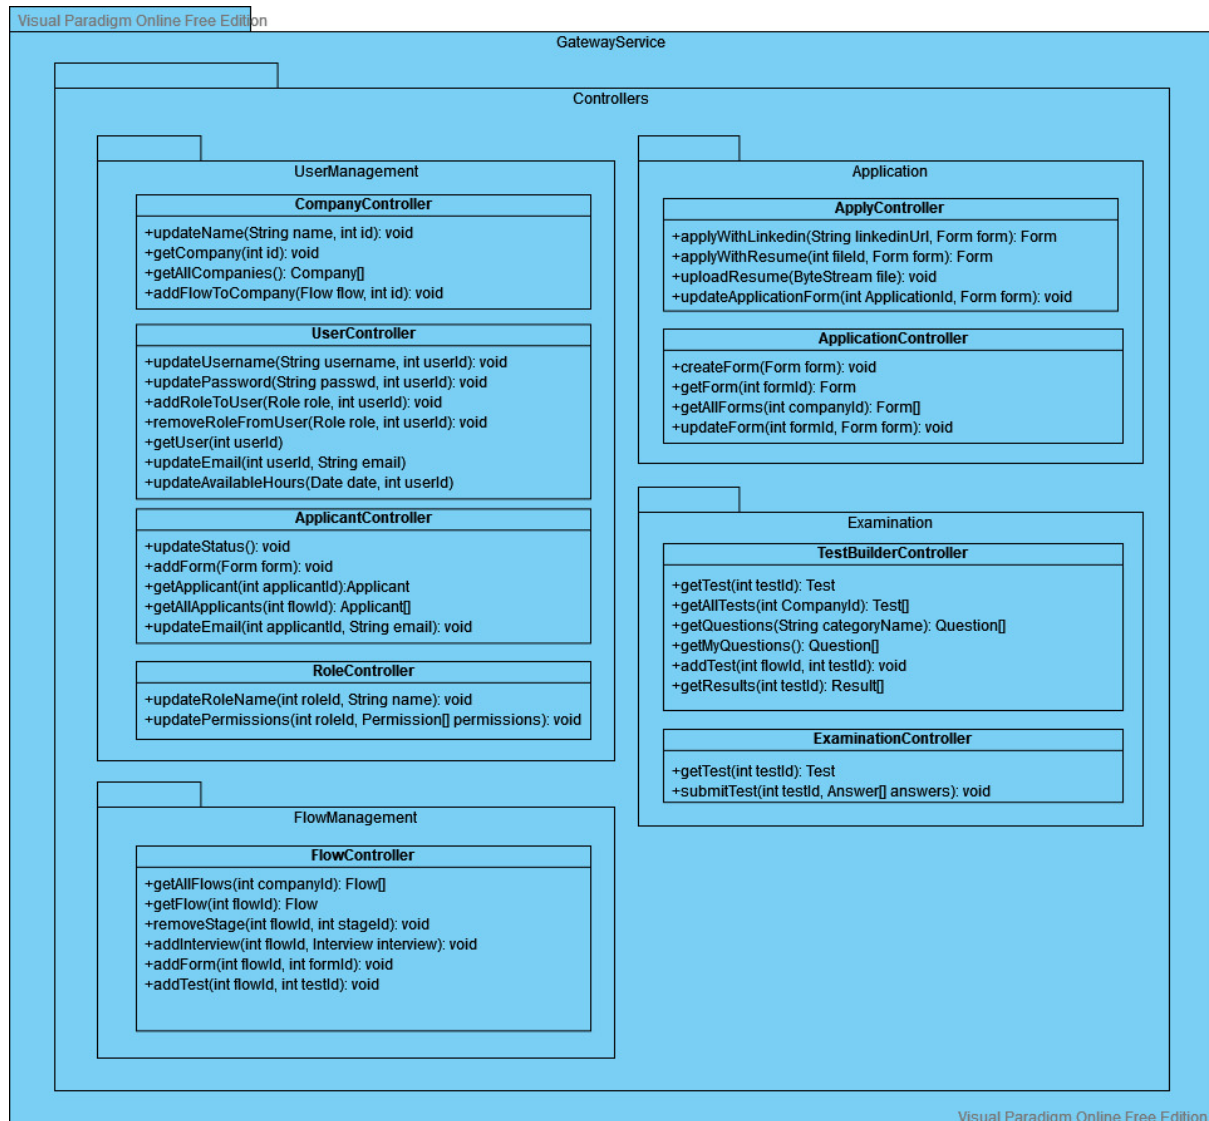 Visual Paradigm Online Free Edition
GatewayService
Controllers
UserManagement
CompanyController
+updateName(String name, int id): void
+getCompany(int id): void
+getAllCompanies(): Company[]
+addFlowToCompany(Flow flow, int id): void
UserController
+updateUsername(String username, int userId): void
+updatePassword(String passwd, int userId): void
+addRoleToUser(Role role, int userId): void
+removeRoleFromUser(Role role, int userId): void
+getUser(int userId)
+updateEmail(int userId, String email)
+updateAvailableHours(Date date, int userId)
ApplicantController
+updateStatus(): void
+addForm(Form form): void
+getApplicant(int applicantId):Applicant
+getAllApplicants(int flowId): Applicant[]
+updateEmail(int applicantId, String email): void
RoleController
+updateRoleName(int roleId, String name): void
+updatePermissions(int roleId, Permission[] permissions): void
FlowManagement
FlowController
+getAllFlows(int companyId): Flow[]
+getFlow(int flowId): Flow
+removeStage(int flowId, int stageId): void
+addInterview(int flowId, Interview interview): void
+addForm(int flowId, int formId): void
+addTest(int flowId, int testId): void
Application
ApplyController
+applyWithLinkedin(String linkedinUrl, Form form): Form
+applyWithResume(int fileId, Form form): Form
+uploadResume(ByteStream file): void
+updateApplicationForm(int ApplicationId, Form form): void
ApplicationController
+createForm(Form form): void
+getForm(int formId): Form
+getAllForms(int companyId): Form[]
+updateForm(int formId, Form form): void
Examination
TestBuilderController
+getTest(int testId): Test
+getAllTests(int CompanyId): Test[]
+getQuestions(String categoryName): Question[]
+getMyQuestions(): Question[]
+addTest(int flowId, int testId): void
+getResults(int testId): Result[]
ExaminationController
+getTest(int testId): Test
+submitTest(int testId, Answer[] answers): void
Visual Paradigm Online Free Edition